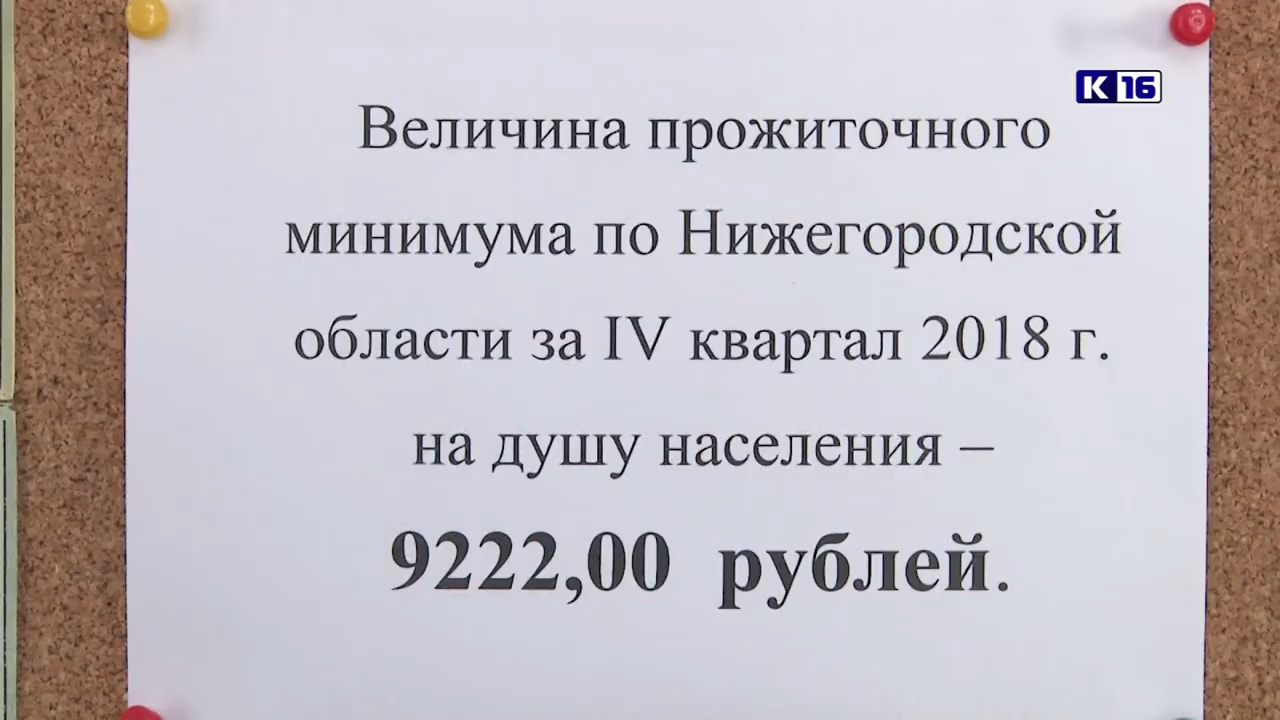 К 16
Величина прожиточного
минимума по Нижегородской
области за IV квартал 2018 г.
на душу населения –
9222,00 рублей.